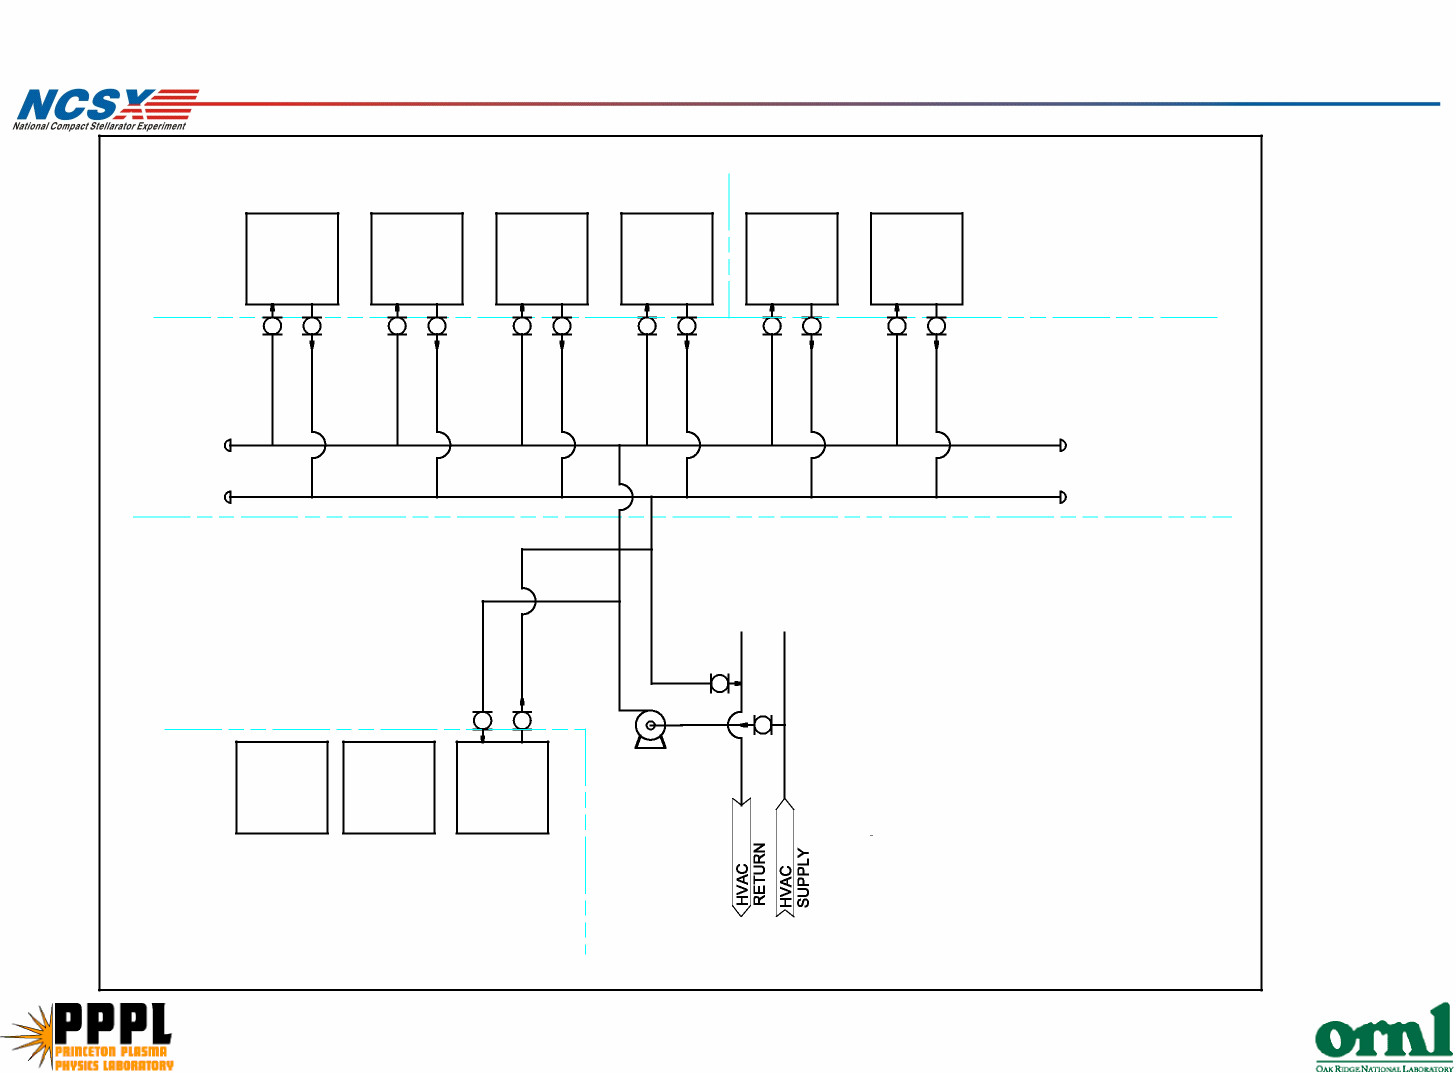 NCSX
National Compact Stellarator Experiment
HVAC
RETURN
HVAC
SUPPLY
PPPL
PRINCETON PLASMA
PHYSICS LABORATORY
ornl
OAK RIDGE NATIONAL LABORATORY